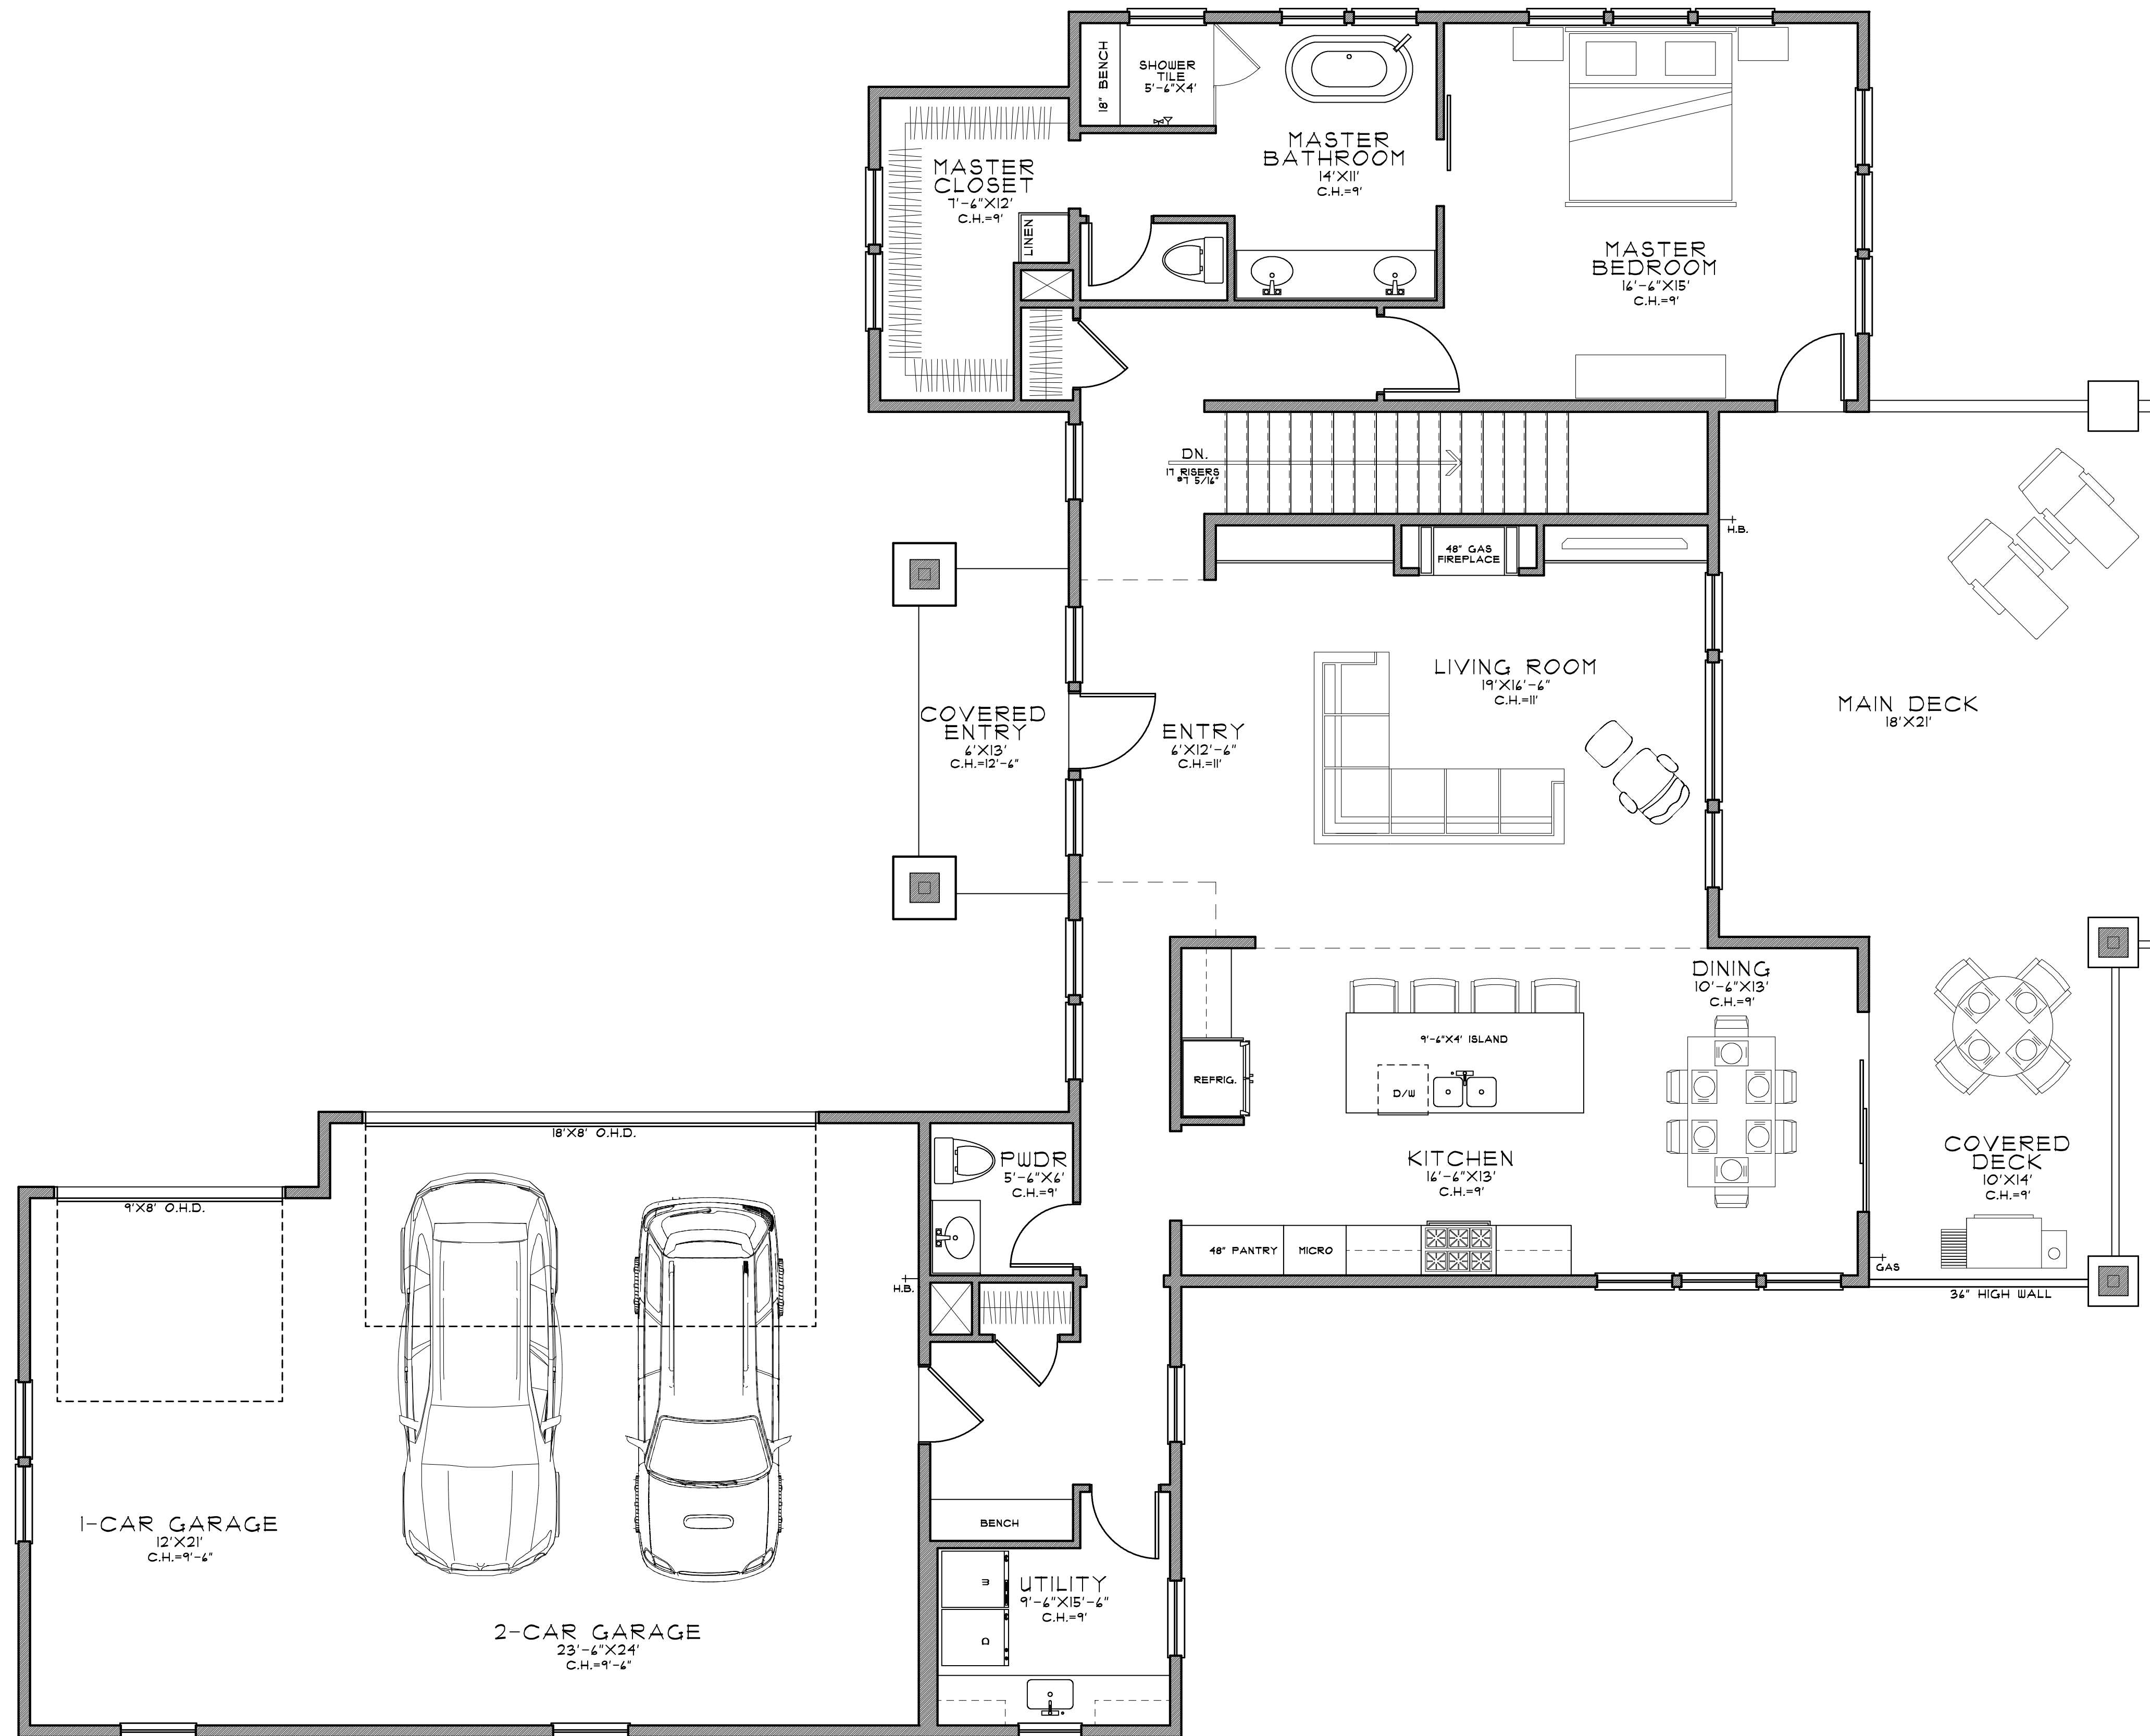 18" BENCH
SHOWER
TILE
5'-6"X4'
MASTER
BATHROOM
14'X11'
C.H.=9'
MASTER
CLOSET
7'-6"X12'
C.H.=9'
LINEN
MASTER
BEDROOM
16'-6"X15'
C.H.=9'
DN.
17 RISERS
@7 5/16"
H.B.
48" GAS
FIREPLACE
LIVING ROOM
19'X16'-6"
C.H.=11'
MAIN DECK
18'X21'
COVERED
ENTRY
6'X13'
C.H.=12'-6"
ENTRY
6'X12'-6"
C.H.=11'
DINING
10'-6"X13'
C.H.=9'
9'-6"X4' ISLAND
REFRIG.
D/W
18'X8' O.H.D.
PWDR
5'-6"X6'
C.H.=9'
KITCHEN
16'-6"X13'
C.H.=9'
COVERED
DECK
10'X14'
C.H.=9'
9'X8' O.H.D.
48" PANTRY
MICRO
GAS
H.B.
36" HIGH WALL
1-CAR GARAGE
12'X21'
C.H.=9'-6"
BENCH
W
D
UTILITY
9'-6"X15'-6"
C.H.=9'
2-CAR GARAGE
23'-6"X24'
C.H.=9'-6"